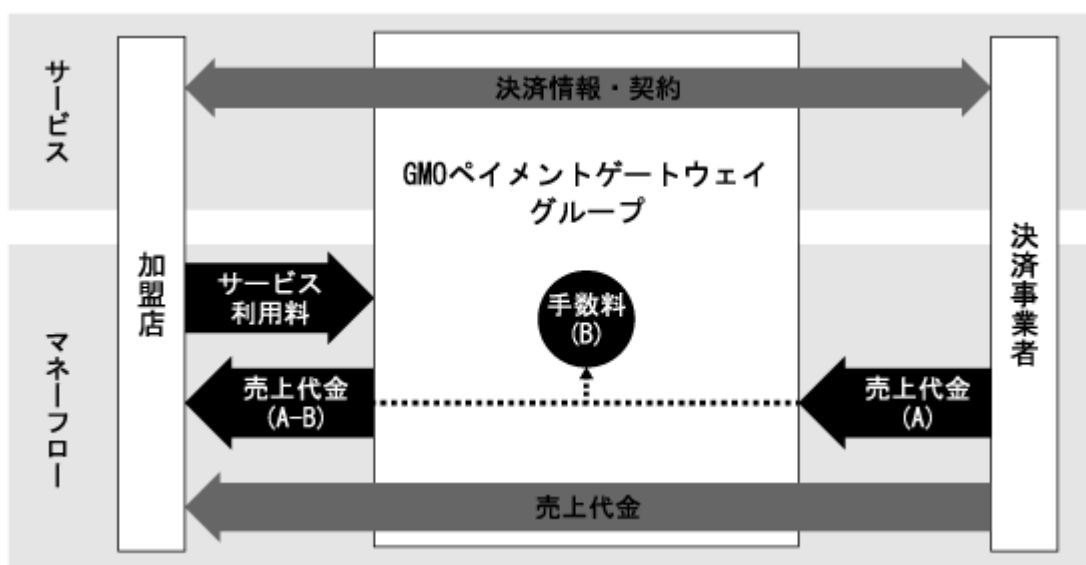 サービス
決済情報・契約
GMOペイメントゲートウェイ
グループ
加盟店
決済事業者
マネーフロー
サービス
利用料
手数料
(B)
売上代金
(A-B)
売上代金
(A)
売上代金